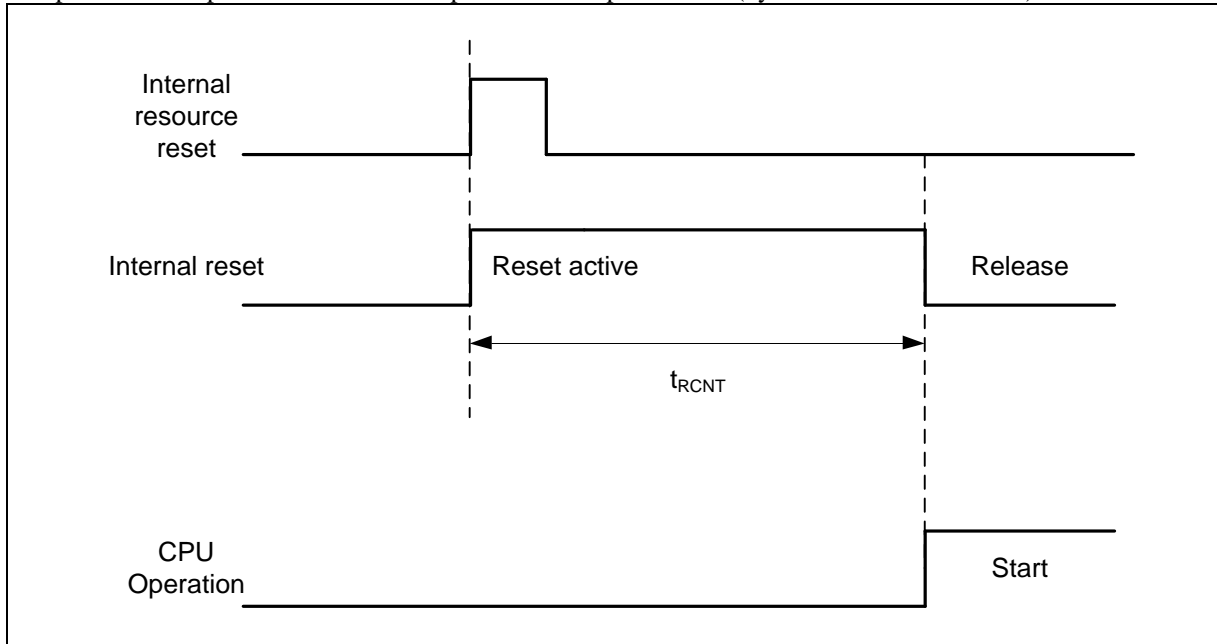 Internal
resource
reset
Internal reset
Reset active
Release
tRCNT
CPU
Operation
Start